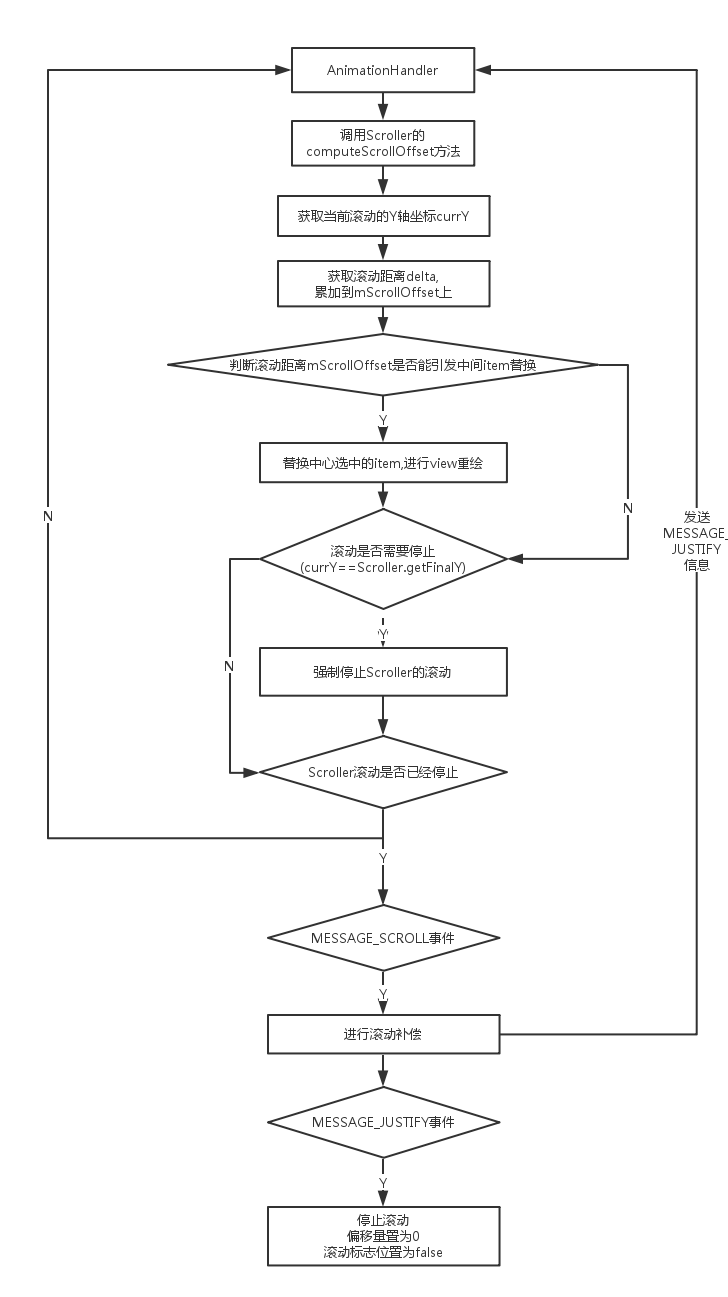 AnimationHandler
调用Scroller的
computeScrollOffset方法
获取当前滚动的Y轴坐标currY
获取滚动距离delta,
累加到mScrollOffset上
判断滚动距离mScrollOffset是否能引发中间item替换
Y
替换中心选中的item,进行view重绘
N
N
发送
MESSAGE_
JUSTIFY
信息
滚动是否需要停止
(currY==Scroller.getFinalY)
Y
N
强制停止Scroller的滚动
Scroller滚动是否已经停止
Y
MESSAGE_SCROLL事件
Y
进行滚动补偿
MESSAGE_JUSTIFY事件
Y
停止滚动
偏移量置为0
滚动标志位置为false